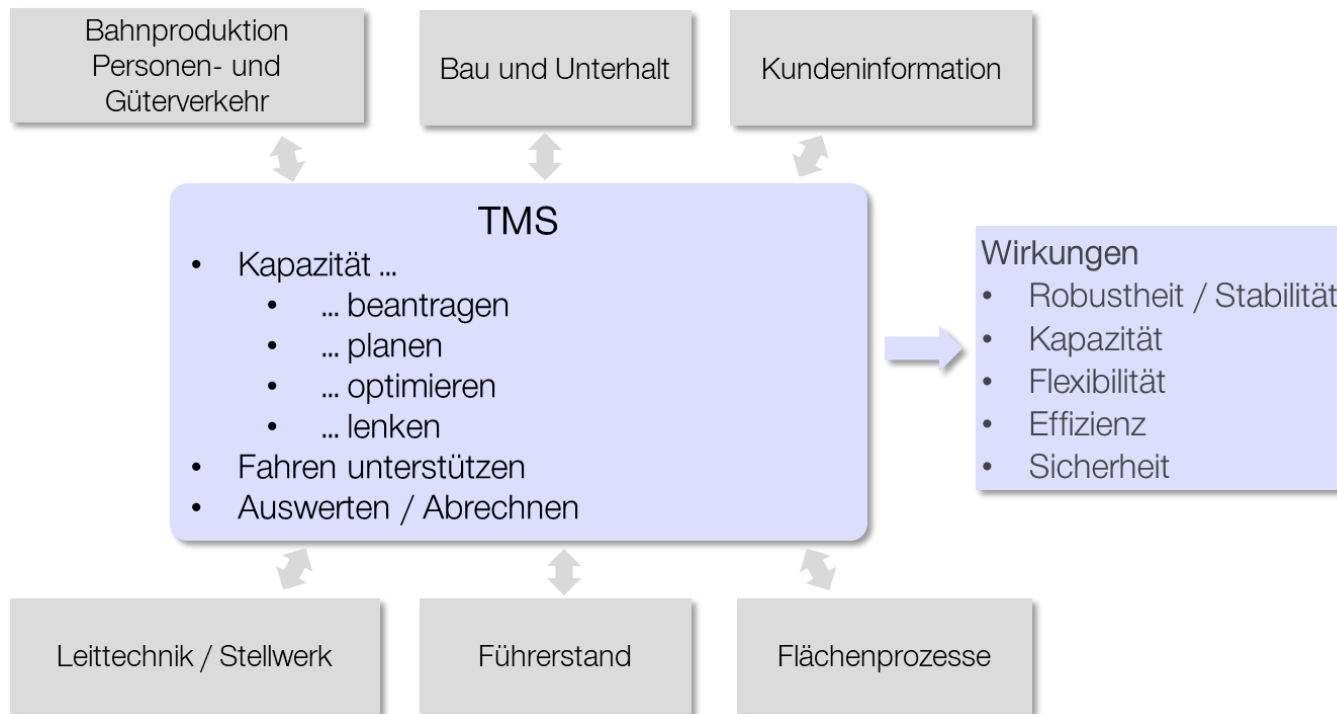 Bahnproduktion
Personen- und
Güterverkehr
Bau und Unterhalt
Kundeninformation
TMS
• Kapazität ...
• ... beantragen
• ... planen
• ... optimieren
• ... lenken
• Fahren unterstützen
• Auswerten / Abrechnen
Wirkungen
• Robustheit / Stabilität
• Kapazität
• Flexibilität
• Effizienz
• Sicherheit
Leittechnik / Stellwerk
Führerstand
Flächenprozesse